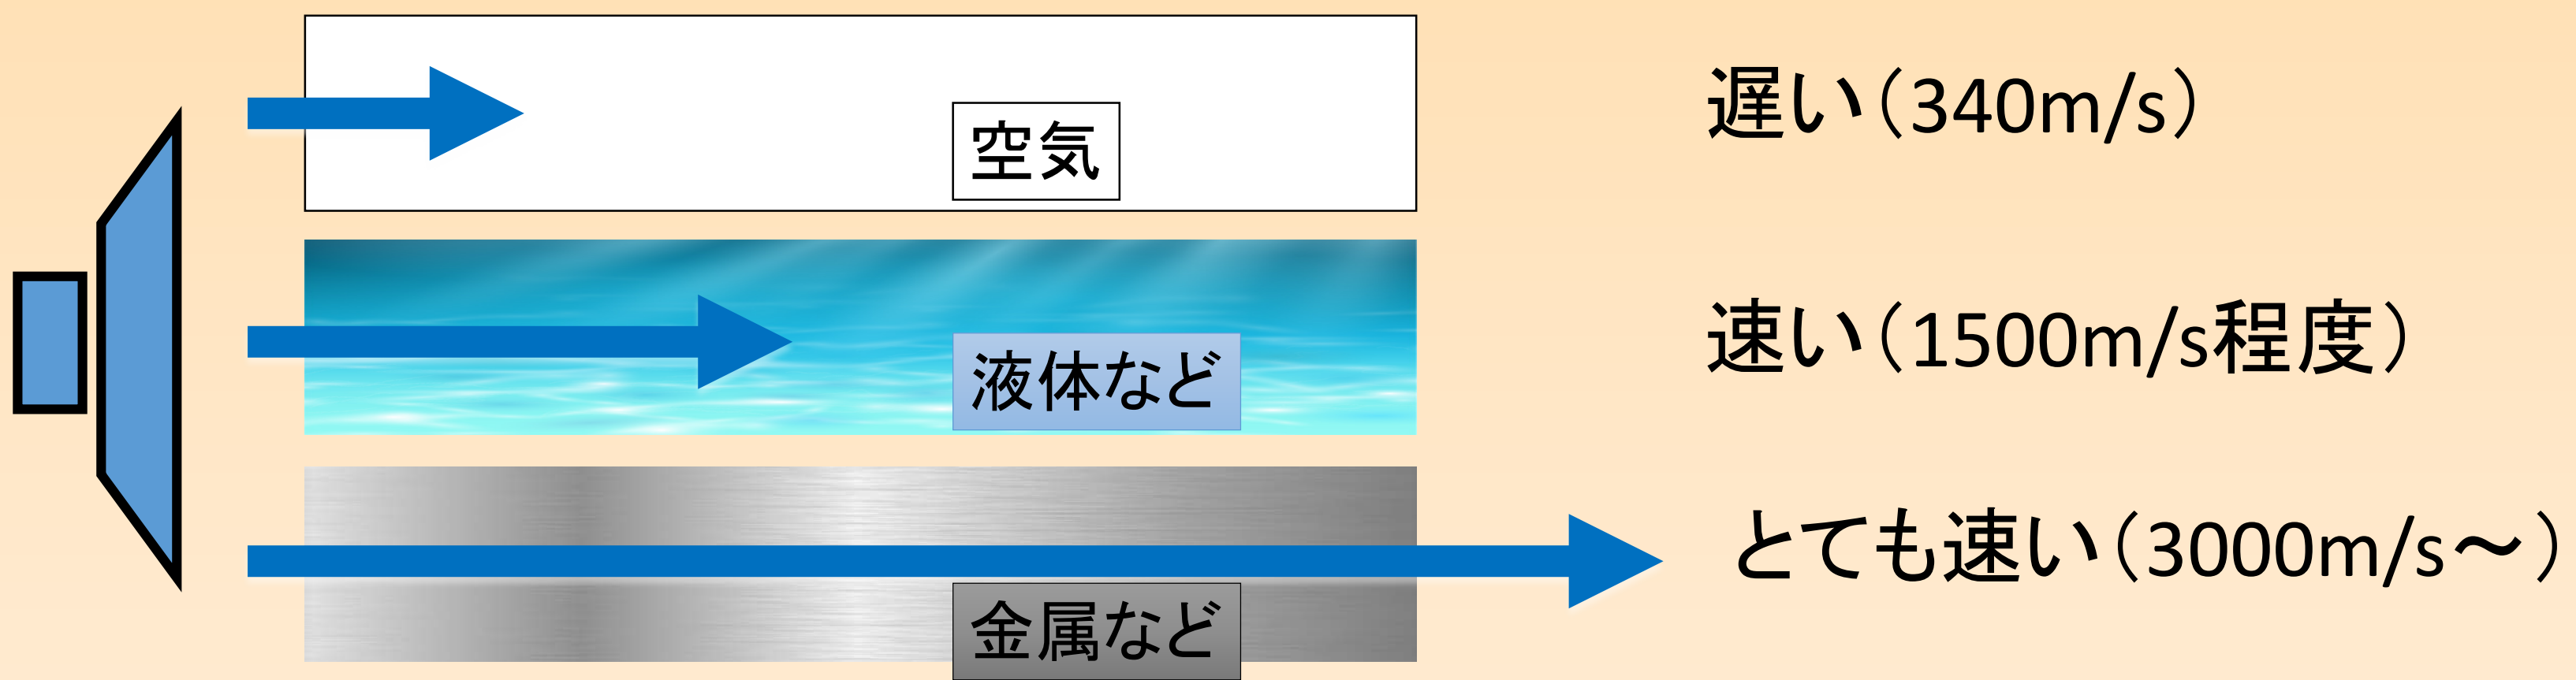 空気
遅い（340m/s）
液体など
速い（1500m/s程度）
金属など
とても速い（3000m/s～）